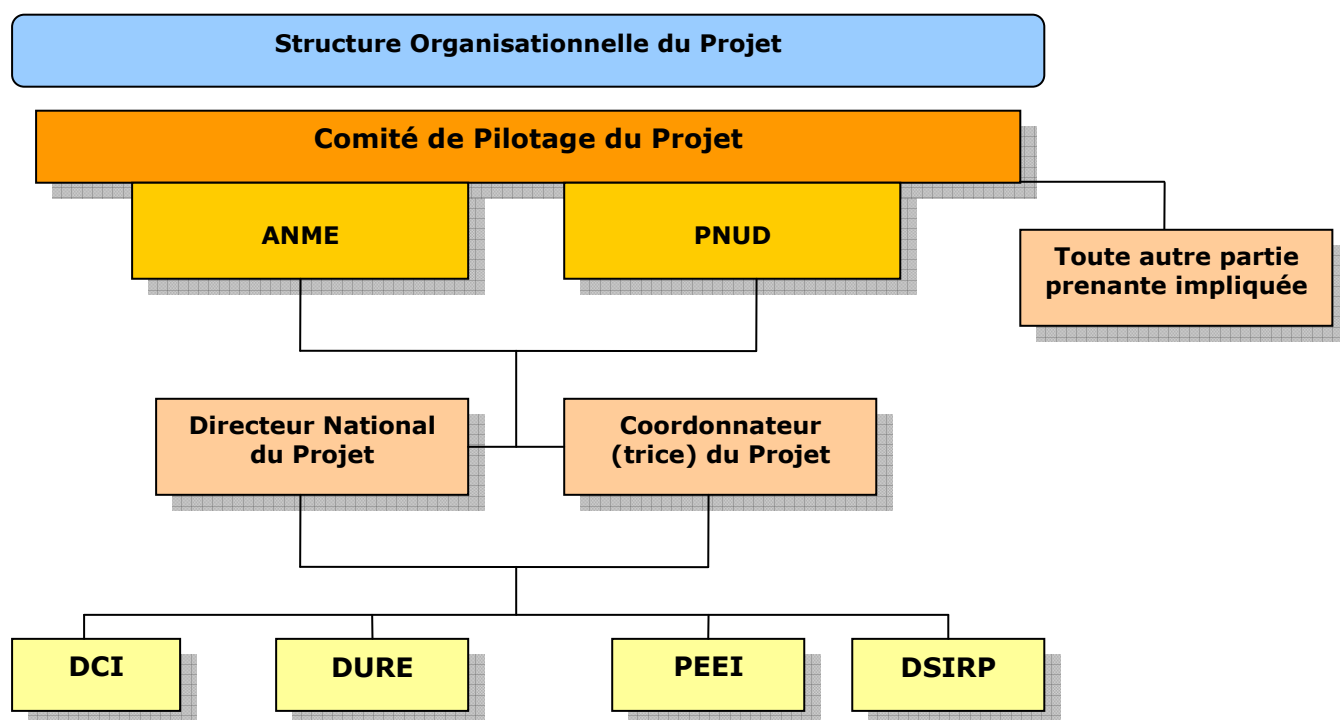 Structure Organisationnelle du Projet
Comité de Pilotage du Projet
ANME
PNUD
Toute autre partie
prenante impliquée
Directeur National
du Projet
Coordonnateur
(trice) du Projet
DCI
DURE
PEEI
DSIRP